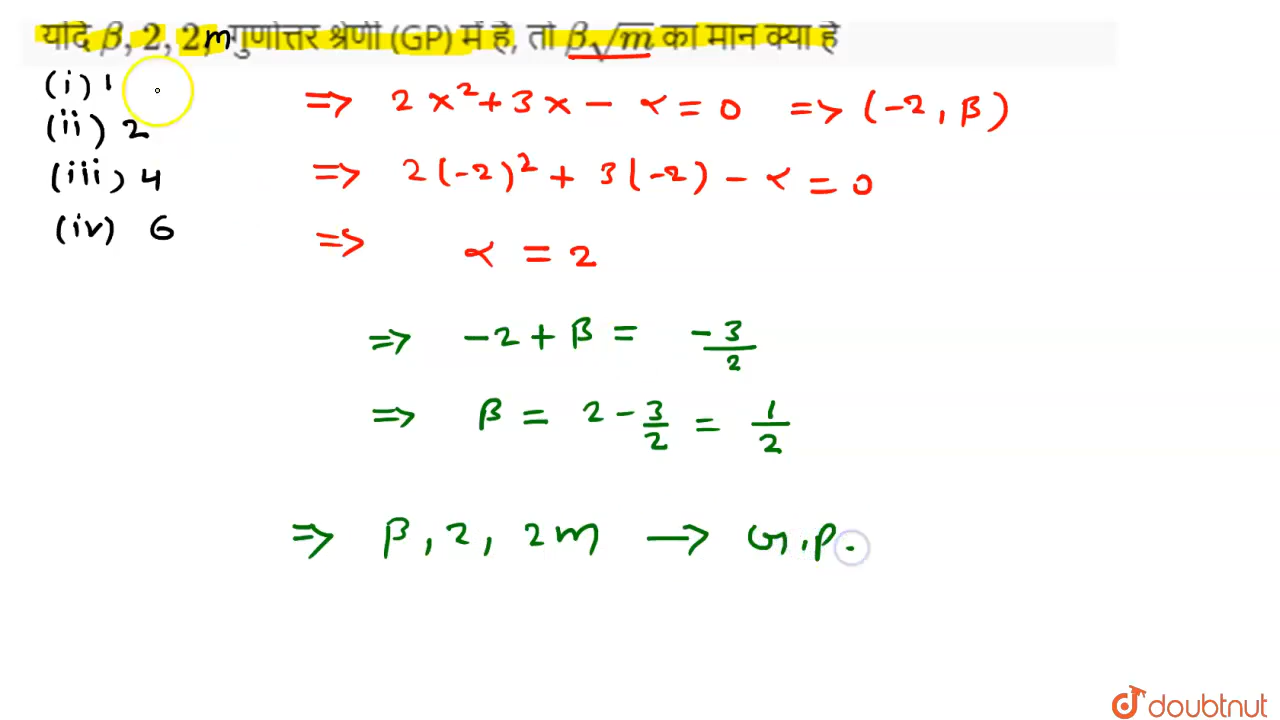 यदि β, 2, 2m गुणोत्तर श्रेणी (GP) में है, तो β√m का मान क्या है
(i) 1
(ii) 2
(iii) 4
(iv) 6
=> 2x²+3x - α = 0 => (-2, β)
=> 2(-2)² + 3(-2) - α = 0
=> α = 2
=> -2 + β = -3/2
=> β = 2 - 3/2 = 1/2
=> β, 2, 2m → G.P.
doubtnut